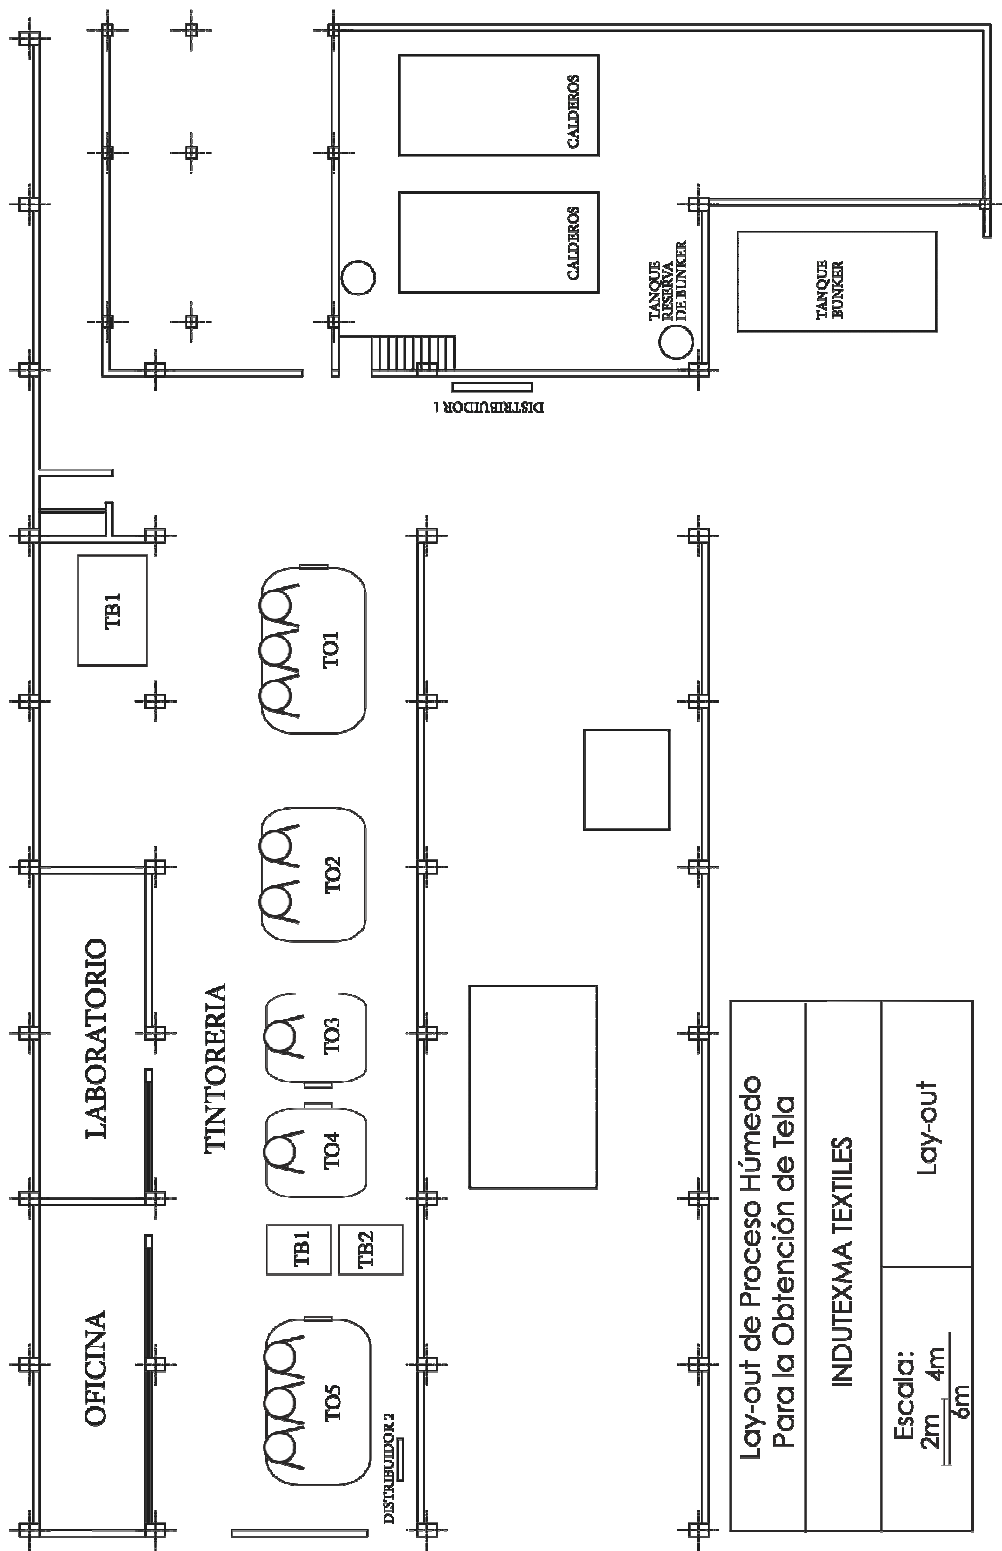 CALDEROS
CALDEROS
TANQUE
RESERVA
DE BUNKER
TANQUE
BUNKER
DISTRIBUIDOR 1
TB1
TO1
TO2
LABORATORIO
TINTORERIA
TO3
TO4
TB1
TB2
OFICINA
TO5
DISTRIBUIDOR 2
Lay-out de Proceso Húmedo
Para la Obtención de Tela
INDUTEXMA TEXTILES
Escala:
2m 4m
6m
Lay-out